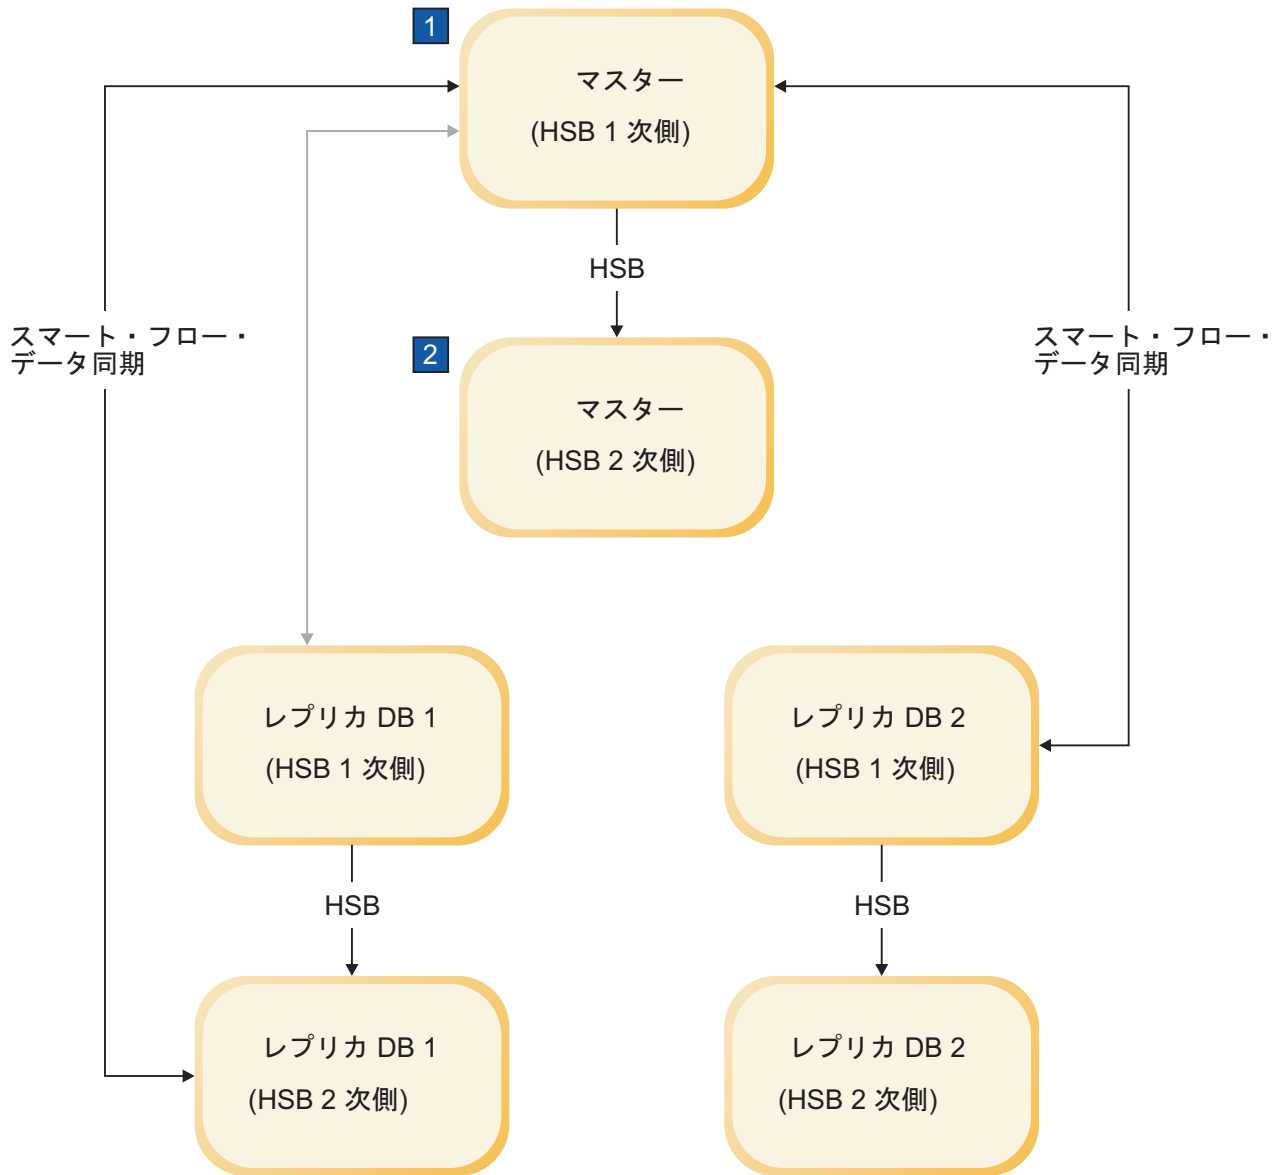 1
マスター
(HSB 1 次側)
HSB
スマート・フロー・
データ同期
スマート・フロー・
データ同期
2
マスター
(HSB 2 次側)
レプリカ DB 1
(HSB 1 次側)
レプリカ DB 2
(HSB 1 次側)
HSB
HSB
レプリカ DB 1
(HSB 2 次側)
レプリカ DB 2
(HSB 2 次側)